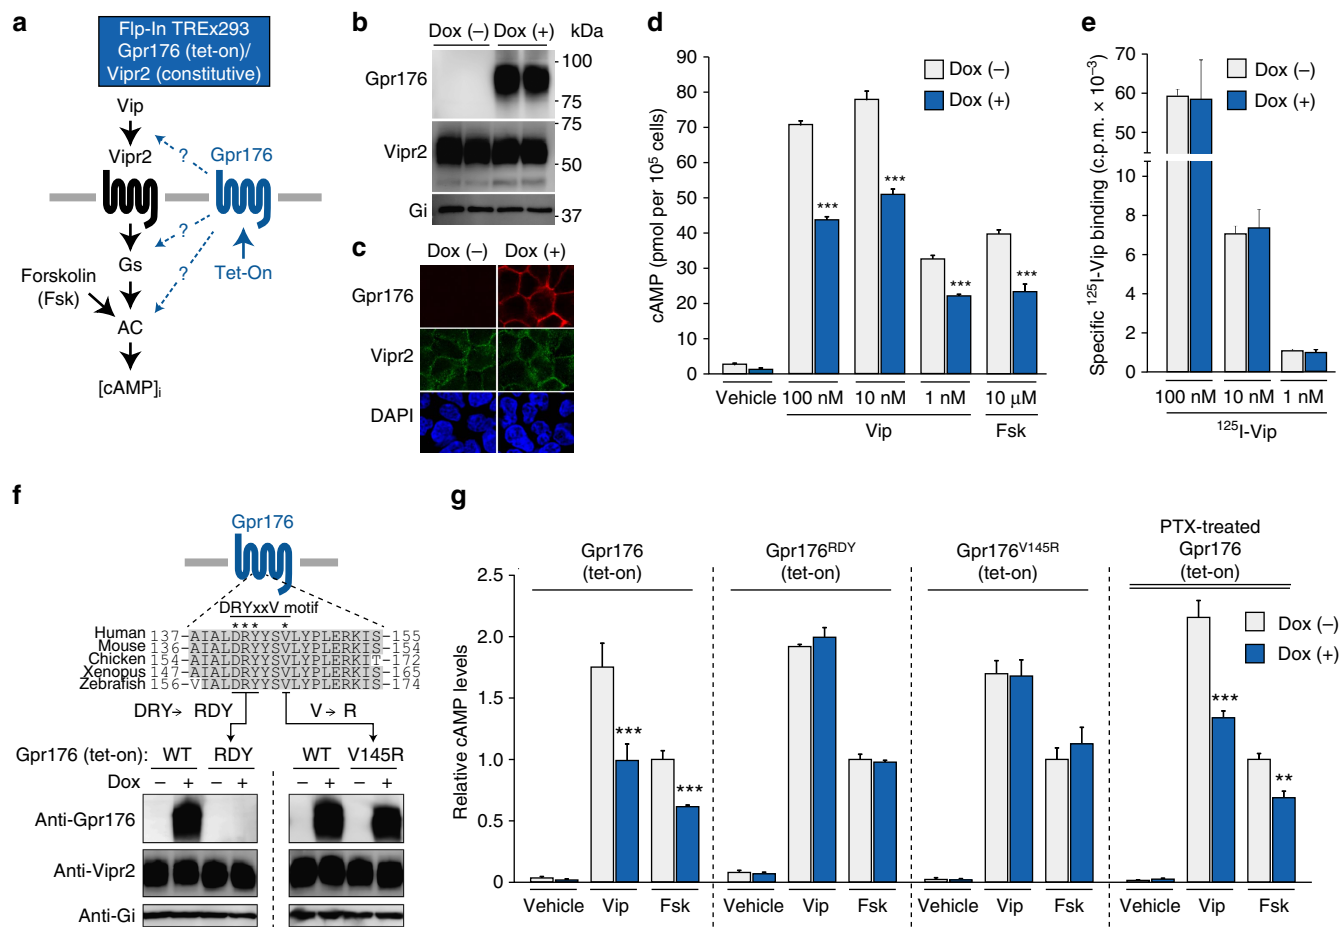 a
Flp-In TREx293
Gpr176 (tet-on)/
Vipr2 (constitutive)
Vip
Vipr2
Gpr176
?
?
?
Gs
Tet-On
Forskolin
(Fsk)
AC
[cAMP]i
b
Dox (–) Dox (+) kDa
Gpr176
100
75
Vipr2
75
50
Gi
37
c
Dox (–) Dox (+)
Gpr176
Vipr2
DAPI
d
cAMP (pmol per 10⁵ cells)
90
80
70
60
50
40
30
20
10
0
Dox (–)
Dox (+)
***
***
***
***
Vehicle 100 nM 10 nM 1 nM 10 μM
Vip Fsk
e
Specific ¹²⁵I-Vip binding (c.p.m. × 10⁻³)
70
60
50
8
6
4
2
0
Dox (–)
Dox (+)
100 nM 10 nM 1 nM
¹²⁵I-Vip
f
Gpr176
DRYxxV motif
*** *
Human 137-AIALDRYYSVLYPLERKIS-155
Mouse 136-AIALDRYYSVLYPLERKIS-154
Chicken 154-AIALDRYYSVLYPLERKIT-172
Xenopus 147-AIALDRYYSVLYPLERKIS-165
Zebrafish 156-VIALDRYYSVLYPLERKIS-174
DRY→ RDY V → R
Gpr176 (tet-on): WT RDY WT V145R
Dox – + – + – + – +
Anti-Gpr176
Anti-Vipr2
Anti-Gi
g
Relative cAMP levels
2.5
2.0
1.5
1.0
0.5
0
Gpr176
(tet-on)
Gpr176ᴿᴰʸ
(tet-on)
Gpr176ⱽ¹⁴⁵ᴿ
(tet-on)
PTX-treated
Gpr176
(tet-on)
Dox (–)
Dox (+)
***
***
***
**
Vehicle Vip Fsk Vehicle Vip Fsk Vehicle Vip Fsk Vehicle Vip Fsk